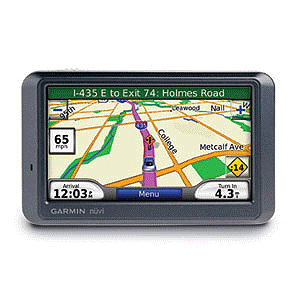 I-435 E to Exit 74: Holmes Road
Leawood
Nall
65
mph
College
Metcalf Ave
14
Arrival
12:03
Menu
Turn In
4.3
GARMIN nüvi